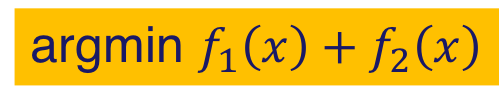 argmin 𝑓₁(𝑥) + 𝑓₂(𝑥)